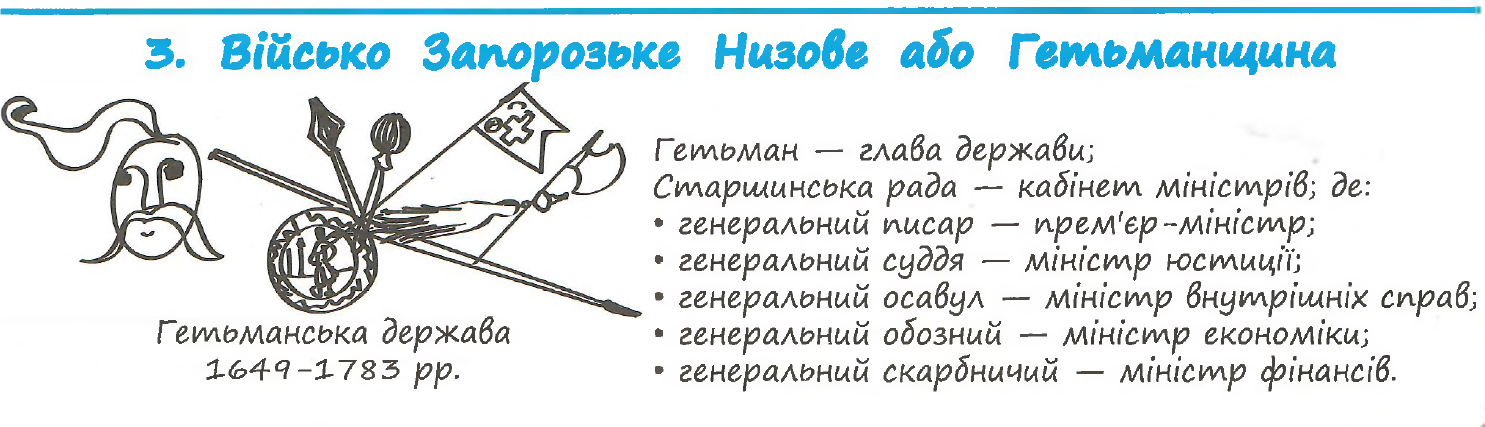 3. Військо Запорозьке Низове або Гетьманщина
Гетьман — глава держави;
Старшинська рада — кабінет міністрів; де:
• генеральний писар — прем'єр-міністр;
• генеральний суддя — міністр юстиції;
• генеральний осавул — міністр внутрішніх справ;
• генеральний обозний — міністр економіки;
• генеральний скарбничий — міністр фінансів.
Гетьманська держава
1649-1783 рр.